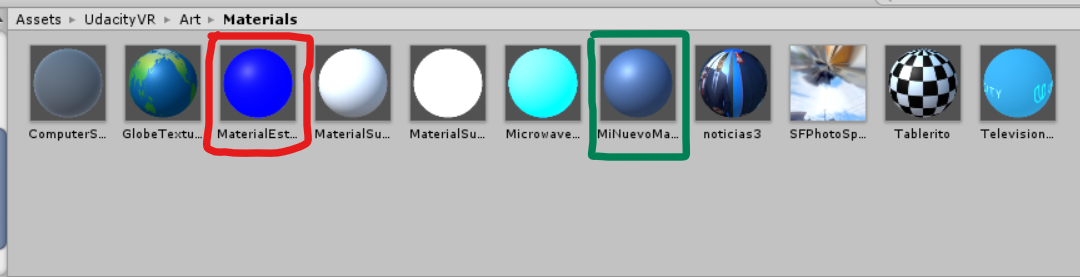 Assets ▸ UdacityVR ▸ Art ▸ Materials
ComputerS... GlobeTextu... MaterialEst... MaterialSu... MaterialSu... Microwave... MiNuevoMa... noticias3 SFPhotoSp... Tablerito Television...